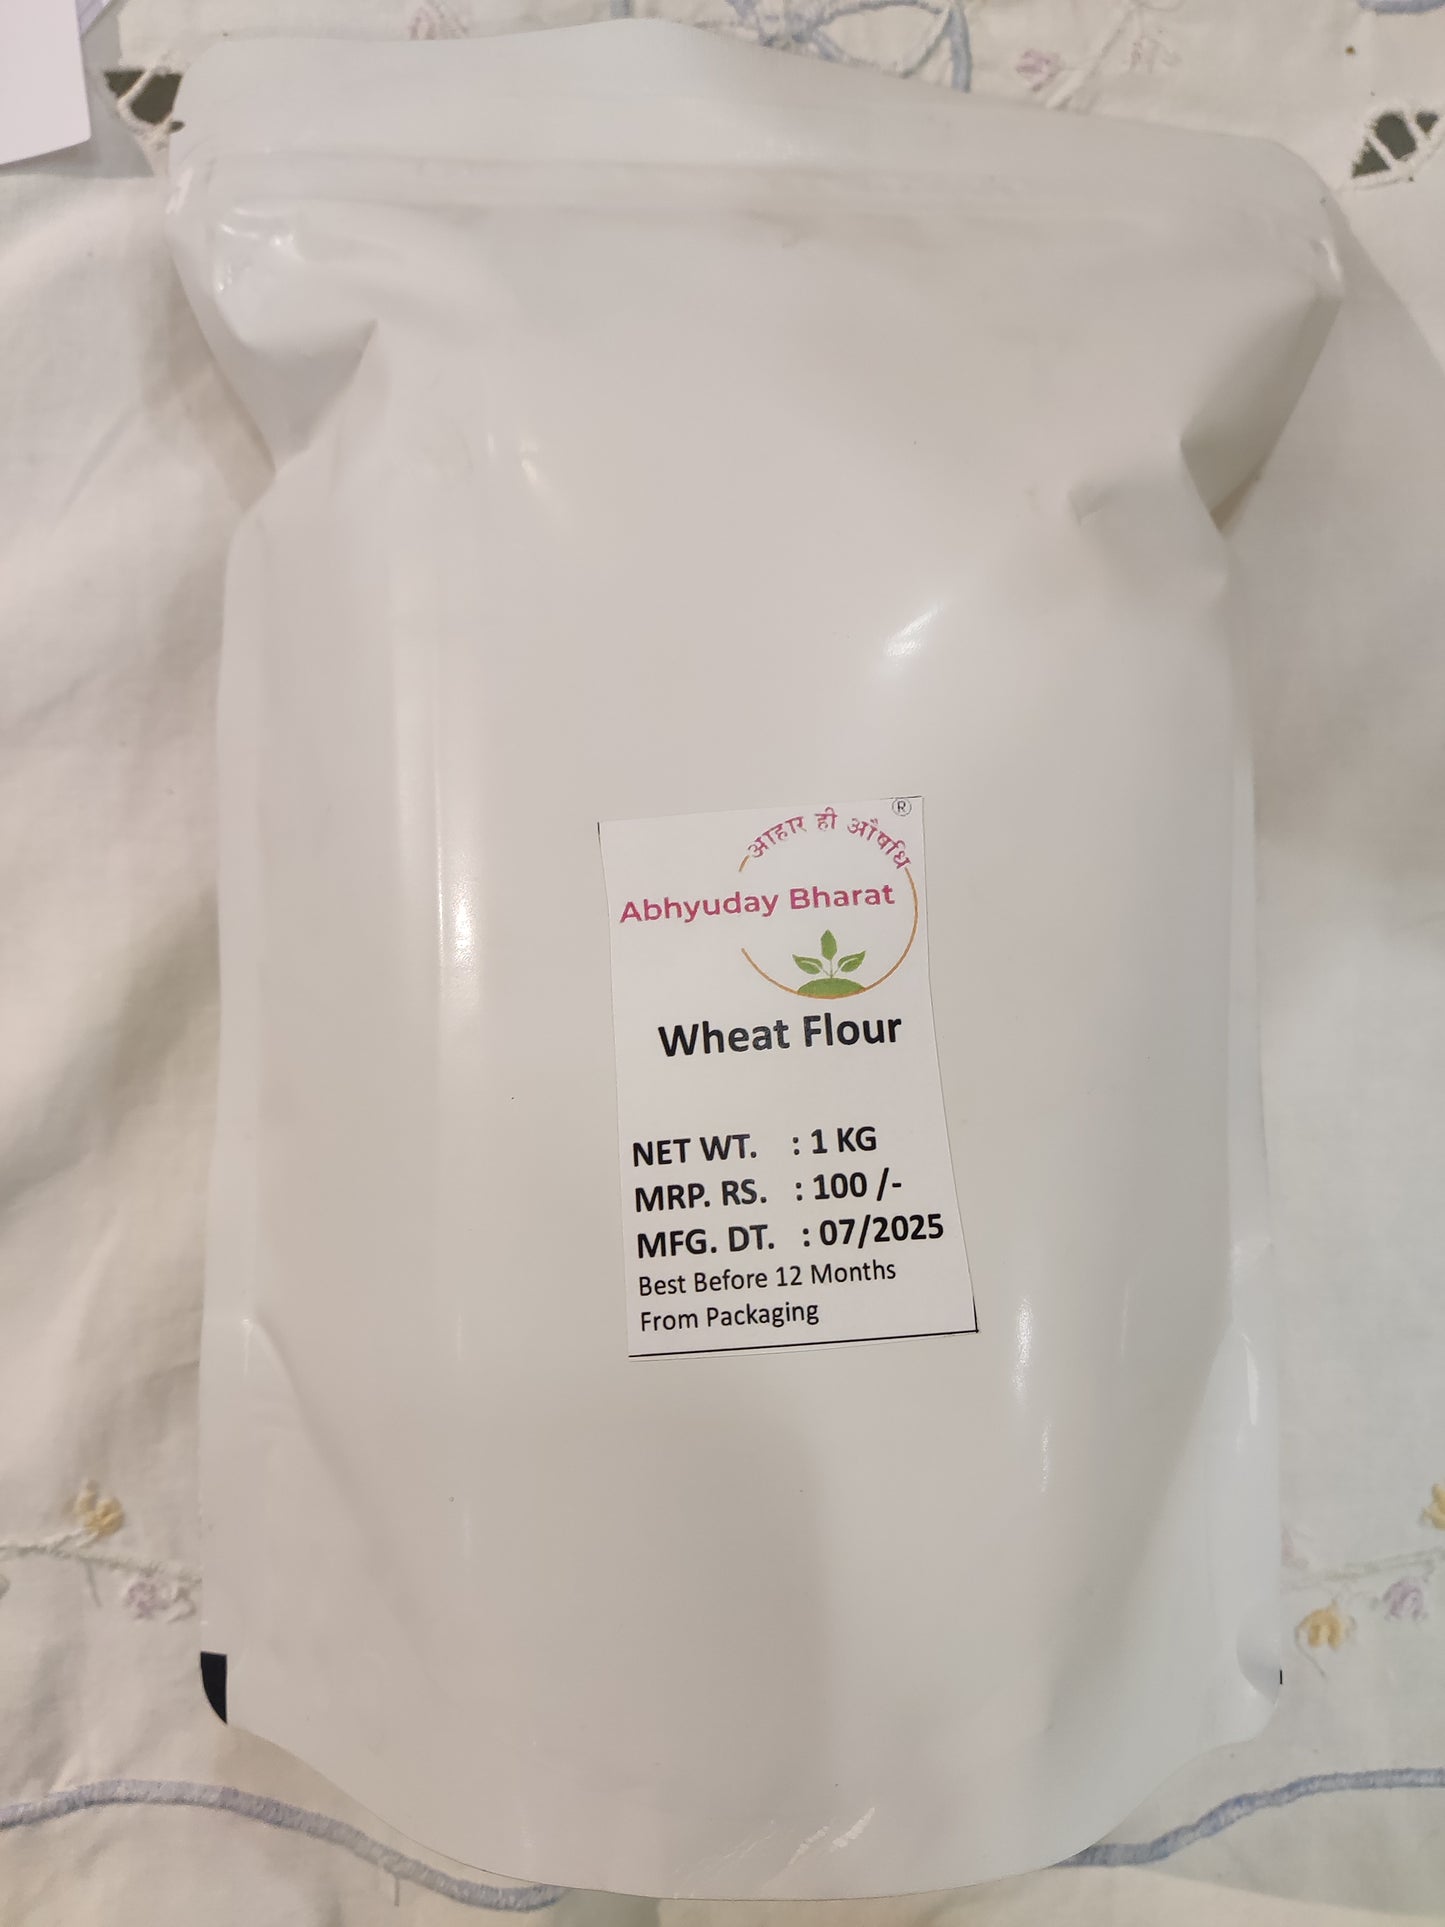 ®
आहार ही औषधि
Abhyuday Bharat
Wheat Flour
NET WT. : 1 KG
MRP. RS. : 100 /-
MFG. DT. : 07/2025
Best Before 12 Months
From Packaging